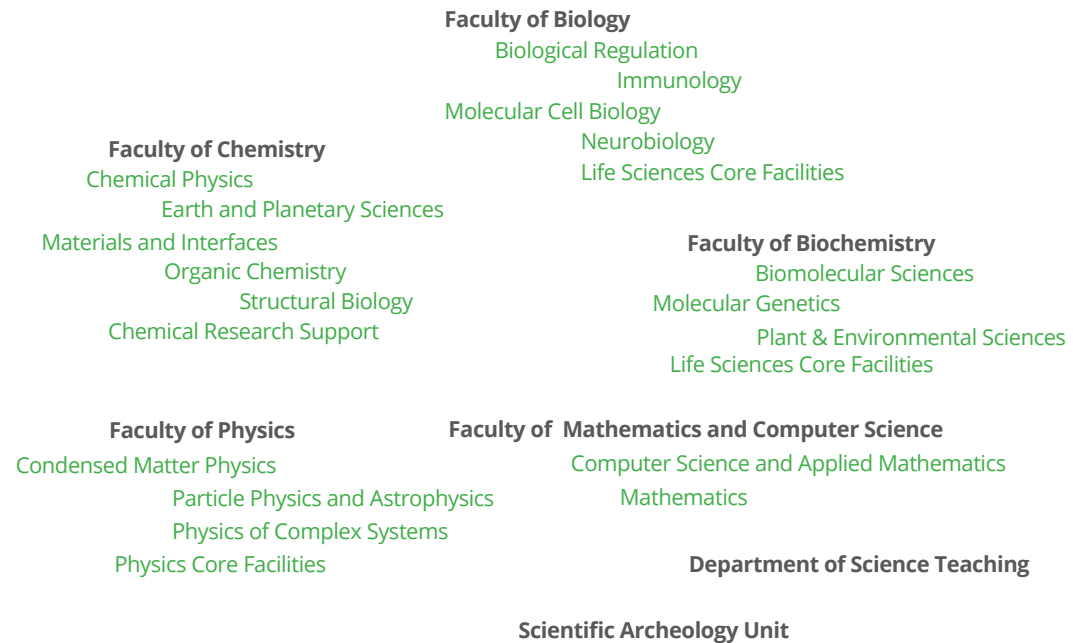 Faculty of Biology
Biological Regulation
Immunology
Molecular Cell Biology
Neurobiology
Life Sciences Core Facilities
Faculty of Chemistry
Chemical Physics
Earth and Planetary Sciences
Materials and Interfaces
Organic Chemistry
Structural Biology
Chemical Research Support
Faculty of Biochemistry
Biomolecular Sciences
Molecular Genetics
Plant & Environmental Sciences
Life Sciences Core Facilities
Faculty of Physics
Condensed Matter Physics
Particle Physics and Astrophysics
Physics of Complex Systems
Physics Core Facilities
Faculty of Mathematics and Computer Science
Computer Science and Applied Mathematics
Mathematics
Department of Science Teaching
Scientific Archeology Unit